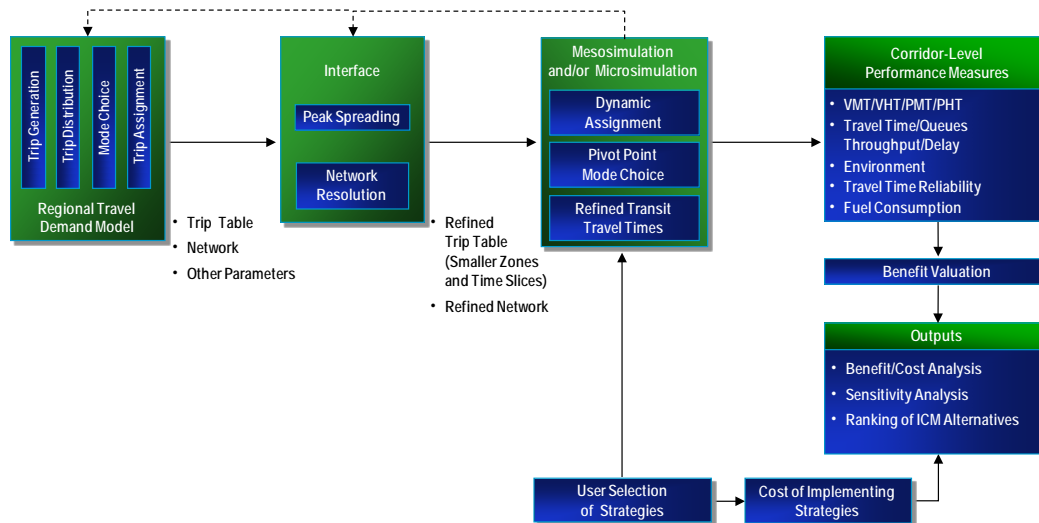 Trip Generation
Trip Distribution
Mode Choice
Trip Assignment
Regional Travel
Demand Model
• Trip Table
• Network
• Other Parameters
Interface
Peak Spreading
Network
Resolution
• Refined
Trip Table
(Smaller Zones
and Time Slices)
• Refined Network
Mesosimulation
and/or Microsimulation
Dynamic
Assignment
Pivot Point
Mode Choice
Refined Transit
Travel Times
Corridor-Level
Performance Measures
• VMT/VHT/PMT/PHT
• Travel Time/Queues
Throughput/Delay
• Environment
• Travel Time Reliability
• Fuel Consumption
Benefit Valuation
Outputs
• Benefit/Cost Analysis
• Sensitivity Analysis
• Ranking of ICM Alternatives
User Selection
of Strategies
Cost of Implementing
Strategies